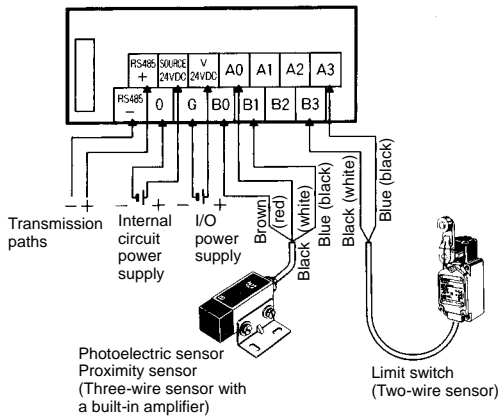 RS485
+
SOURCE
24VDC
V
24VDC
A0
A1
A2
A3
RS485
–
0
G
B0
B1
B2
B3
– +
– +
– +
Transmission
paths
Internal
circuit
power
supply
I/O
power
supply
Brown
(red)
Black (white)
Blue (black)
Black (white)
Blue (black)
Photoelectric sensor
Proximity sensor
(Three-wire sensor with
a built-in amplifier)
Limit switch
(Two-wire sensor)